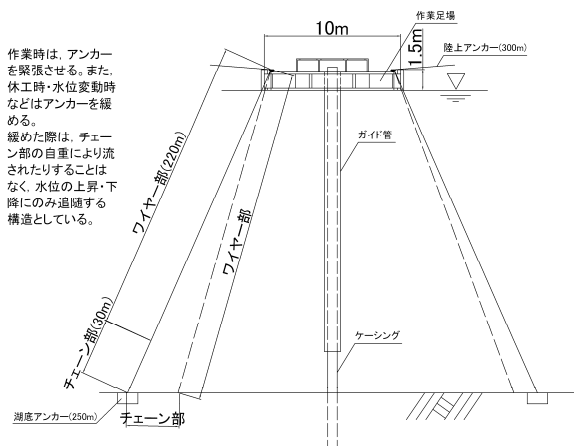 作業時は，アンカー
を緊張させる。また，
休工時・水位変動時
などはアンカーを緩
める。
緩めた際は，チェー
ン部の自重により流
されたりすることは
なく，水位の上昇・下
降にのみ追随する
構造としている。
10m
作業足場
1.5m
陸上アンカー(300m)
ガイド管
ワイヤー部(220m)
ワイヤー部
チェーン部(30m)
ケーシング
湖底アンカー(250m)
チェーン部